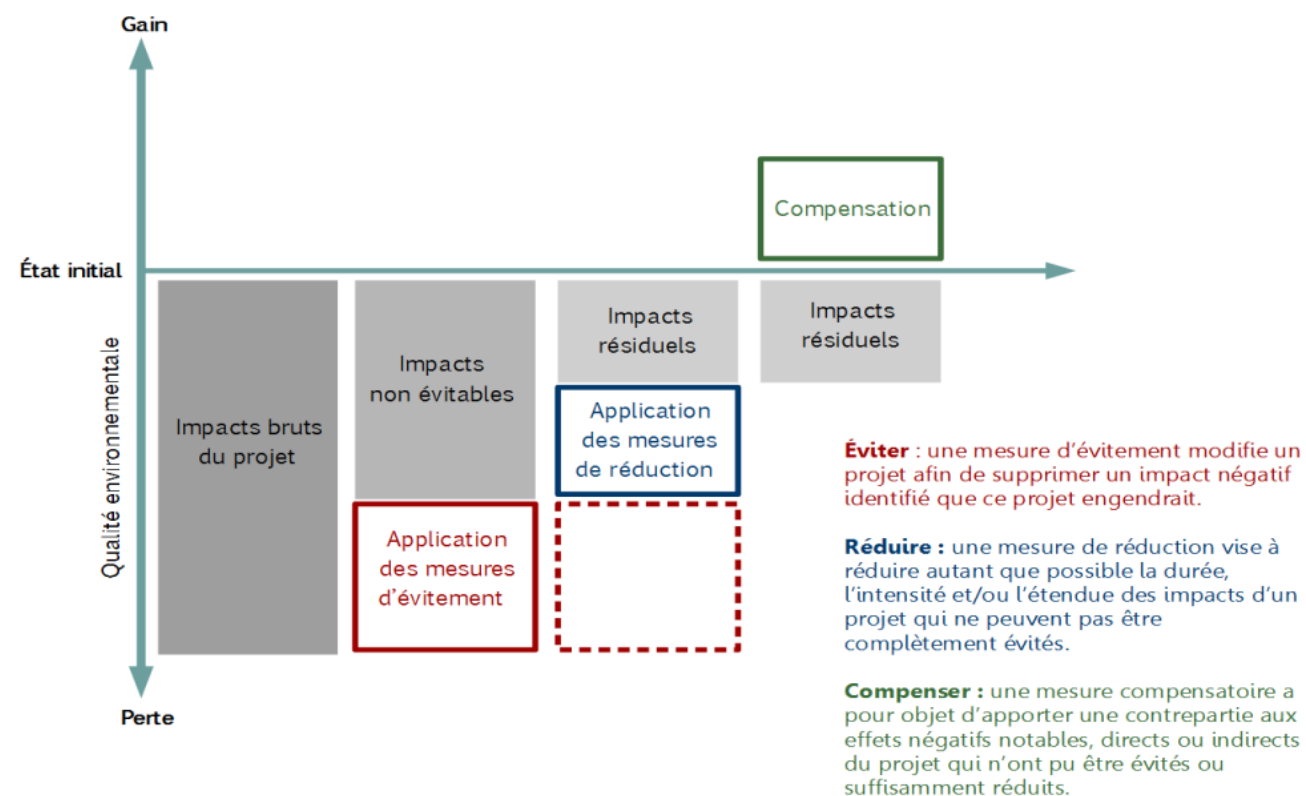 Gain
Compensation
État initial
Impacts
résiduels
Impacts
résiduels
Impacts
non évitables
Impacts bruts
du projet
Application
des mesures
de réduction
Application
des mesures
d'évitement
Qualité environnementale
Perte
Éviter : une mesure d'évitement modifie un
projet afin de supprimer un impact négatif
identifié que ce projet engendrait.
Réduire : une mesure de réduction vise à
réduire autant que possible la durée,
l'intensité et/ou l'étendue des impacts d'un
projet qui ne peuvent pas être
complètement évités.
Compenser : une mesure compensatoire a
pour objet d'apporter une contrepartie aux
effets négatifs notables, directs ou indirects
du projet qui n'ont pu être évités ou
suffisamment réduits.